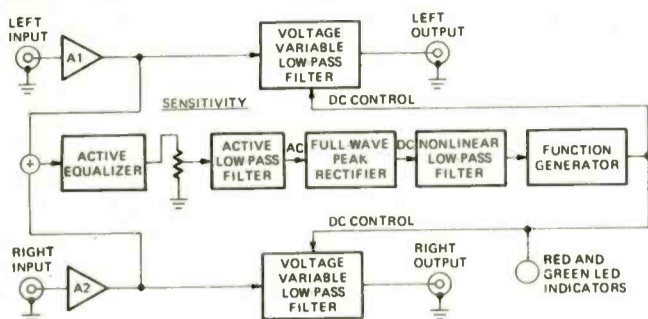 LEFT
INPUT
A1
VOLTAGE
VARIABLE
LOW-PASS
FILTER
LEFT
OUTPUT
SENSITIVITY
DC CONTROL
ACTIVE
EQUALIZER
ACTIVE
LOW-PASS
FILTER
AC
FULL-WAVE
PEAK
RECTIFIER
DC
NONLINEAR
LOW-PASS
FILTER
FUNCTION
GENERATOR
+
DC CONTROL
RIGHT
INPUT
A2
VOLTAGE
VARIABLE
LOW-PASS
FILTER
RIGHT
OUTPUT
RED AND
GREEN LED
INDICATORS